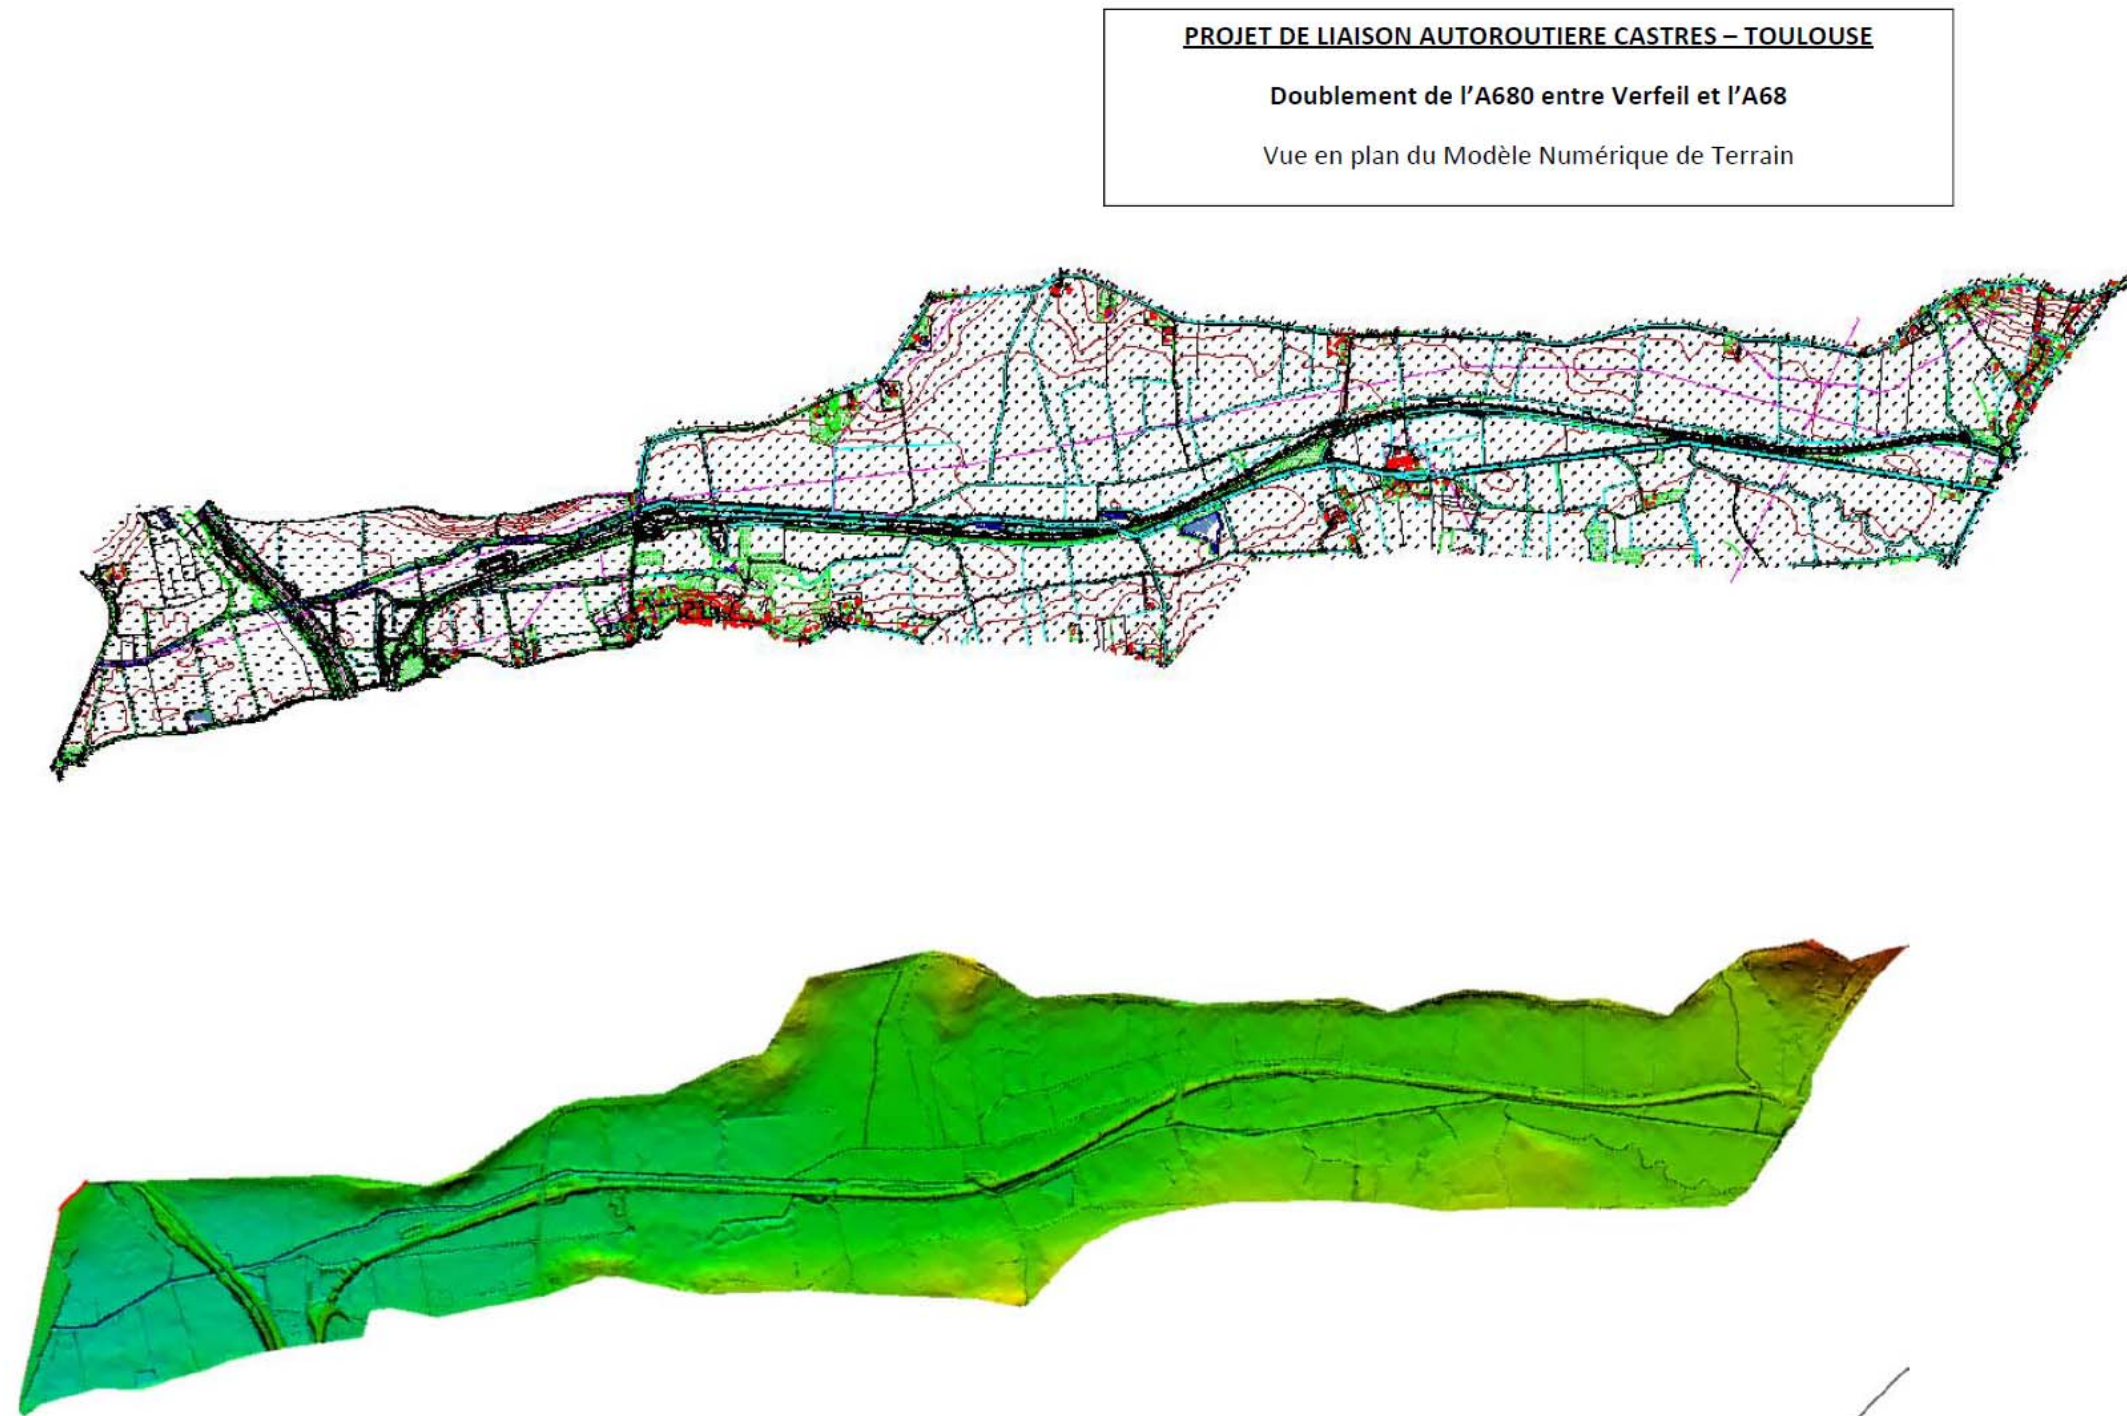 PROJET DE LIAISON AUTOROUTIERE CASTRES – TOULOUSE
Doublement de l’A680 entre Verfeil et l’A68
Vue en plan du Modèle Numérique de Terrain